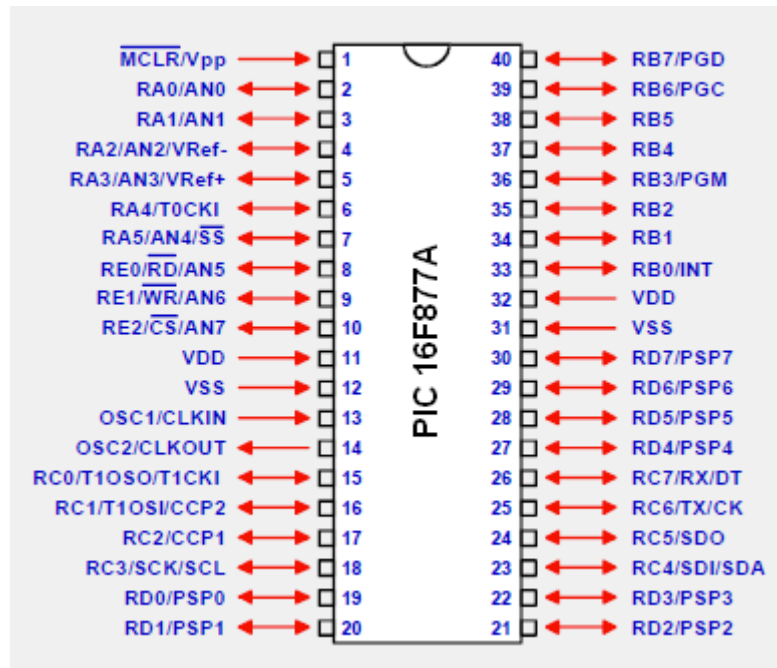 MCLR/Vpp 1 40 RB7/PGD
RA0/AN0 2 39 RB6/PGC
RA1/AN1 3 38 RB5
RA2/AN2/VRef- 4 37 RB4
RA3/AN3/VRef+ 5 36 RB3/PGM
RA4/T0CKI 6 35 RB2
RA5/AN4/SS 7 34 RB1
RE0/RD/AN5 8 33 RB0/INT
RE1/WR/AN6 9 32 VDD
RE2/CS/AN7 10 31 VSS
VDD 11 30 RD7/PSP7
VSS 12 29 RD6/PSP6
OSC1/CLKIN 13 28 RD5/PSP5
OSC2/CLKOUT 14 27 RD4/PSP4
RC0/T1OSO/T1CKI 15 26 RC7/RX/DT
RC1/T1OSI/CCP2 16 25 RC6/TX/CK
RC2/CCP1 17 24 RC5/SDO
RC3/SCK/SCL 18 23 RC4/SDI/SDA
RD0/PSP0 19 22 RD3/PSP3
RD1/PSP1 20 21 RD2/PSP2
PIC 16F877A